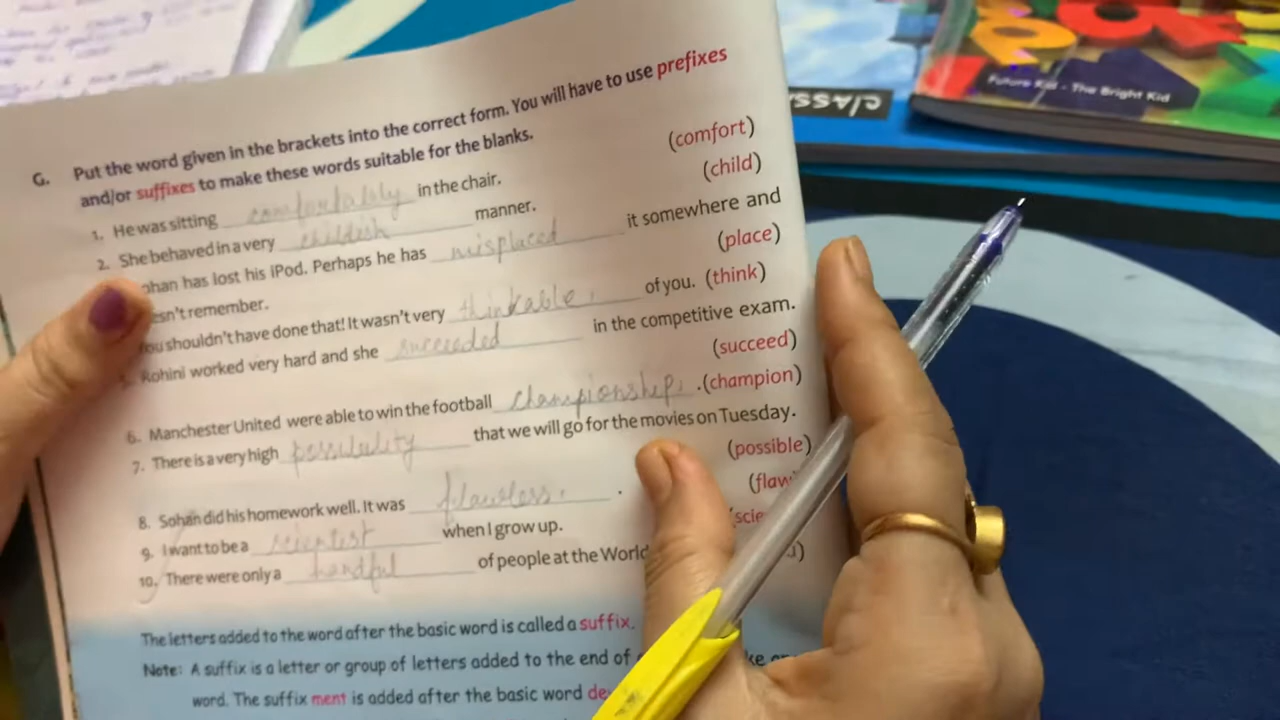 G. Put the word given in the brackets into the correct form. You will have to use prefixes
and/or suffixes to make these words suitable for the blanks.
1. He was sitting comfortably in the chair. (comfort)
2. She behaved in a very childish manner. (child)
ohan has lost his iPod. Perhaps he has misplaced it somewhere and
esn't remember. (place)
ou shouldn't have done that! It wasn't very thinkable. of you. (think)
Rohini worked very hard and she succeeded in the competitive exam.
(succeed)
6. Manchester United were able to win the football championship. . (champion)
7. There is a very high possibility that we will go for the movies on Tuesday.
(possible)
8. Sohan did his homework well. It was flawless. . (flaw
9. I want to be a scientist when I grow up. (scie
10. There were only a handful of people at the World
The letters added to the word after the basic word is called a suffix.
Note: A suffix is a letter or group of letters added to the end of
word. The suffix ment is added after the basic word de
class
Future Kid - The Bright Kid